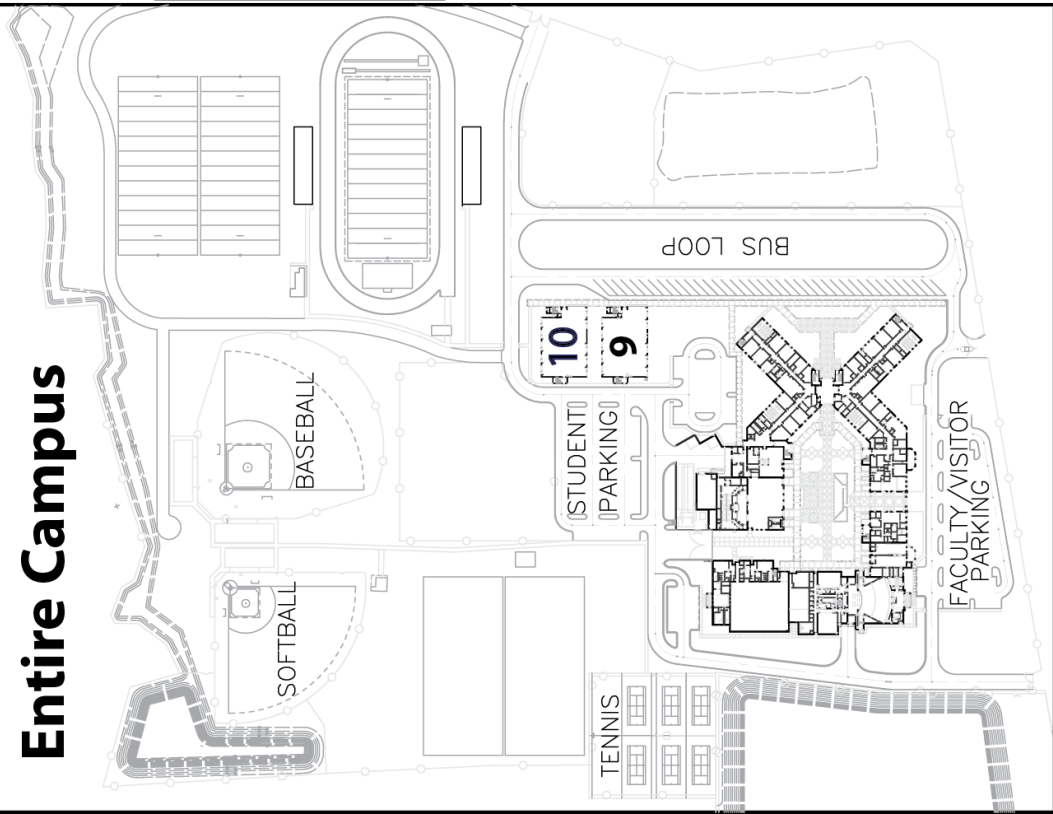 Entire Campus
BUS LOOP
10
9
BASEBALL
STUDENT
PARKING
FACULTY/VISITOR
PARKING
SOFTBALL
TENNIS